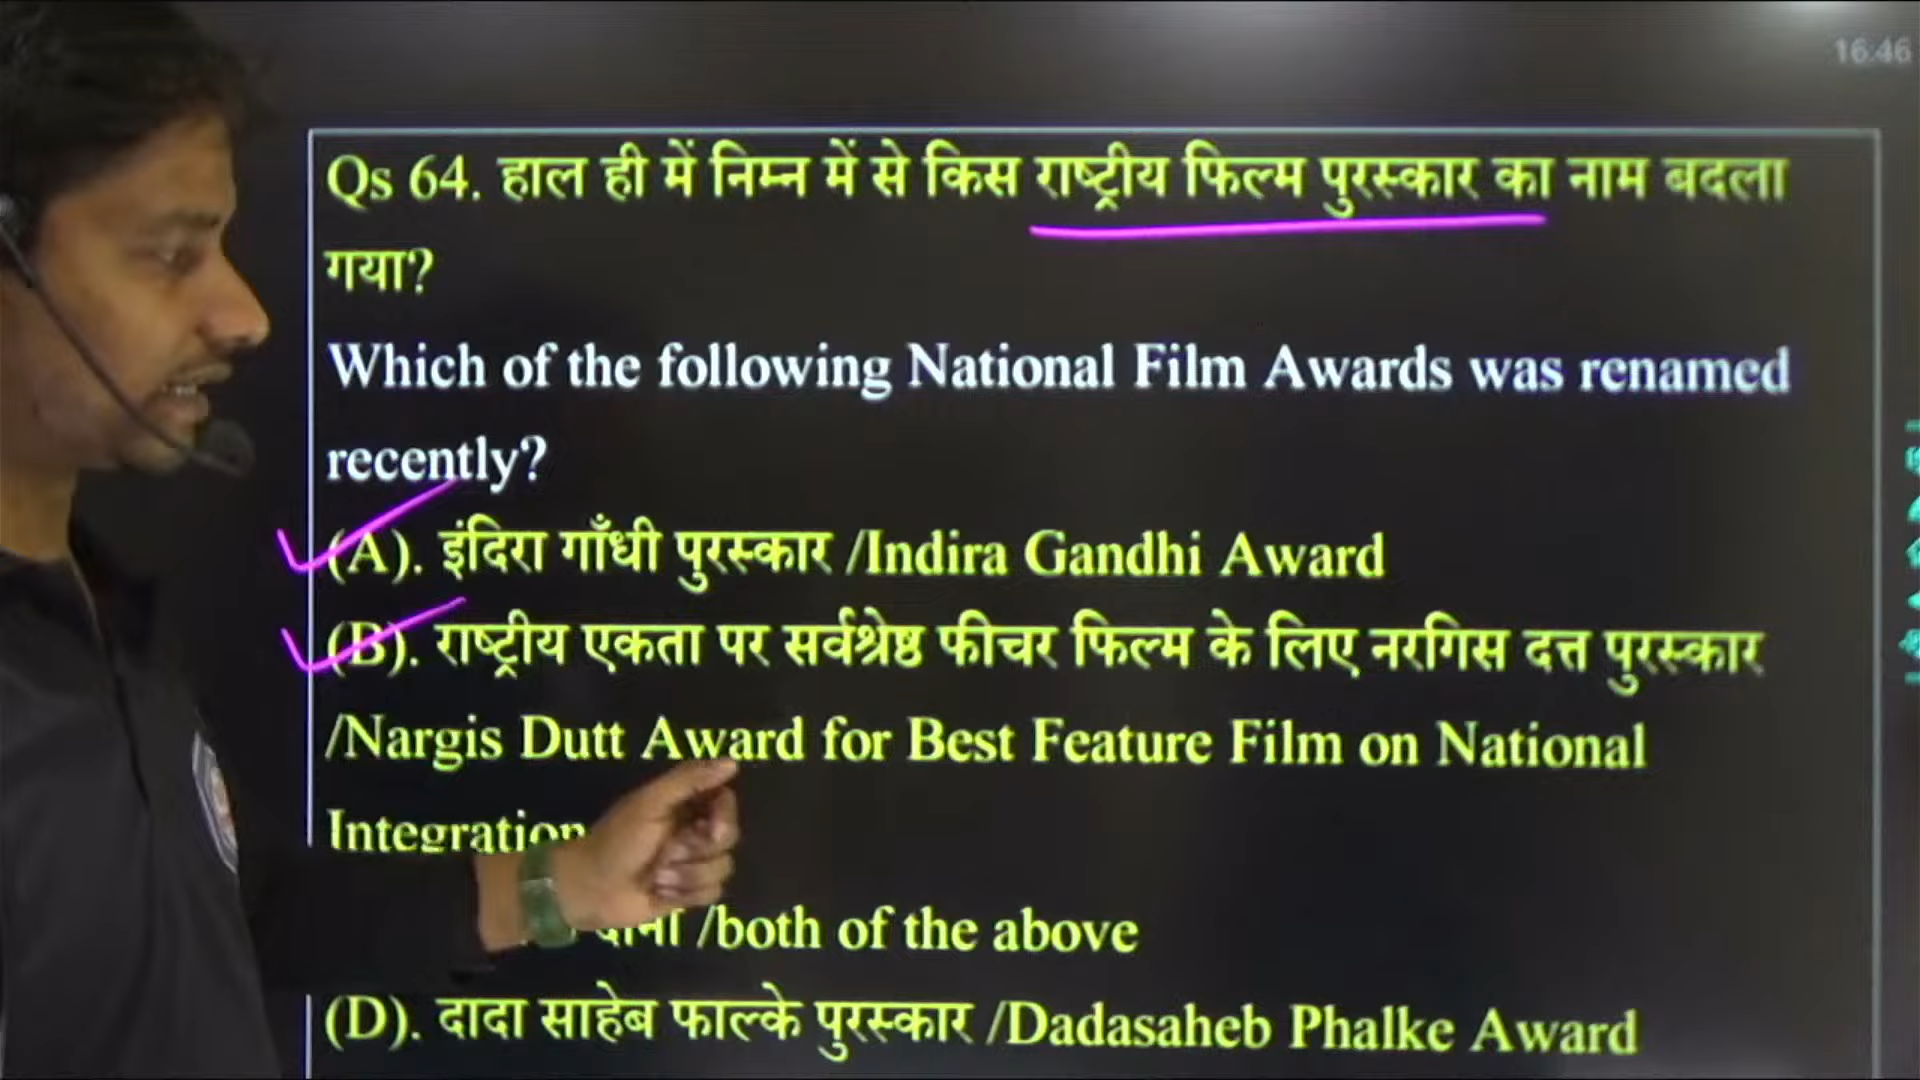 16:46
Qs 64. हाल ही में निम्न में से किस राष्ट्रीय फिल्म पुरस्कार का नाम बदला
गया?
Which of the following National Film Awards was renamed
recently?
(A). इंदिरा गाँधी पुरस्कार /Indira Gandhi Award
(B). राष्ट्रीय एकता पर सर्वश्रेष्ठ फीचर फिल्म के लिए नरगिस दत्त पुरस्कार
/Nargis Dutt Award for Best Feature Film on National
Integration
/both of the above
(D). दादा साहेब फाल्के पुरस्कार /Dadasaheb Phalke Award